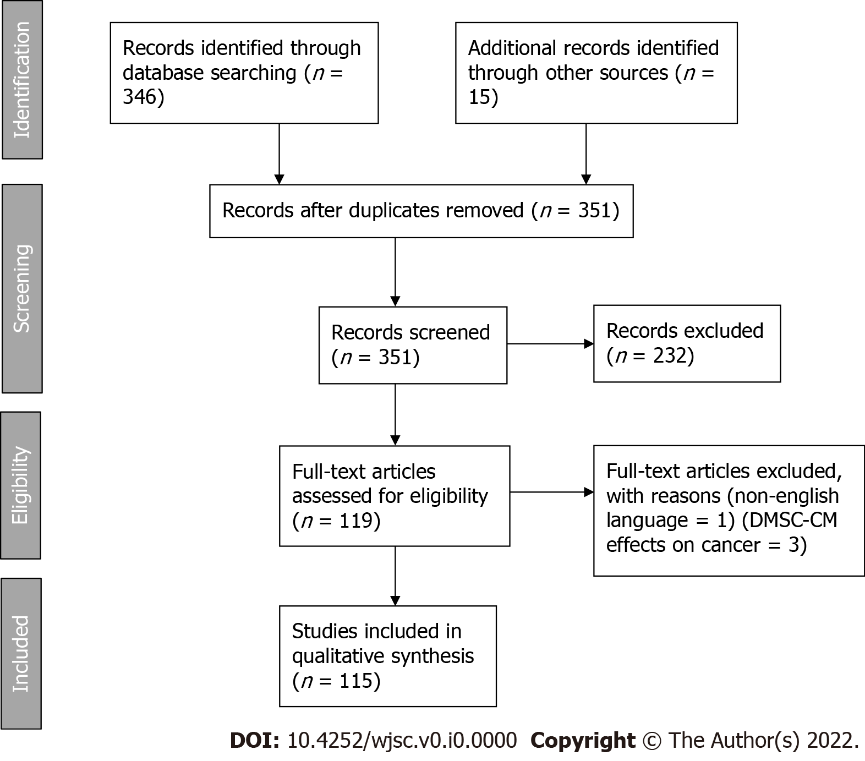 Identification
Records identified through
database searching (n =
346)
Additional records identified
through other sources (n =
15)
Screening
Records after duplicates removed (n = 351)
Records screened
(n = 351)
Records excluded
(n = 232)
Eligibility
Full-text articles
assessed for eligibility
(n = 119)
Full-text articles excluded,
with reasons (non-english
language = 1) (DMSC-CM
effects on cancer = 3)
Included
Studies included in
qualitative synthesis
(n = 115)
DOI: 10.4252/wjsc.v0.i0.0000 Copyright © The Author(s) 2022.